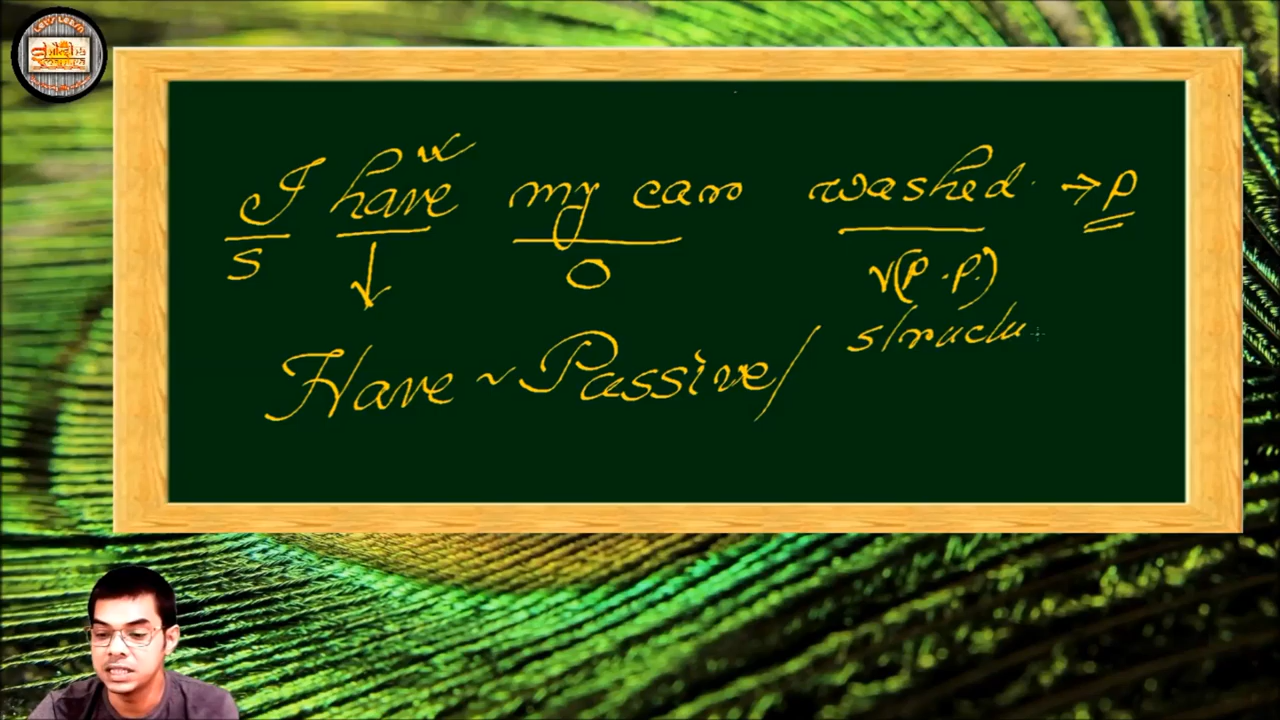 I have my car washed → P
S O V(P.P.)
structu
Have ~ Passive/